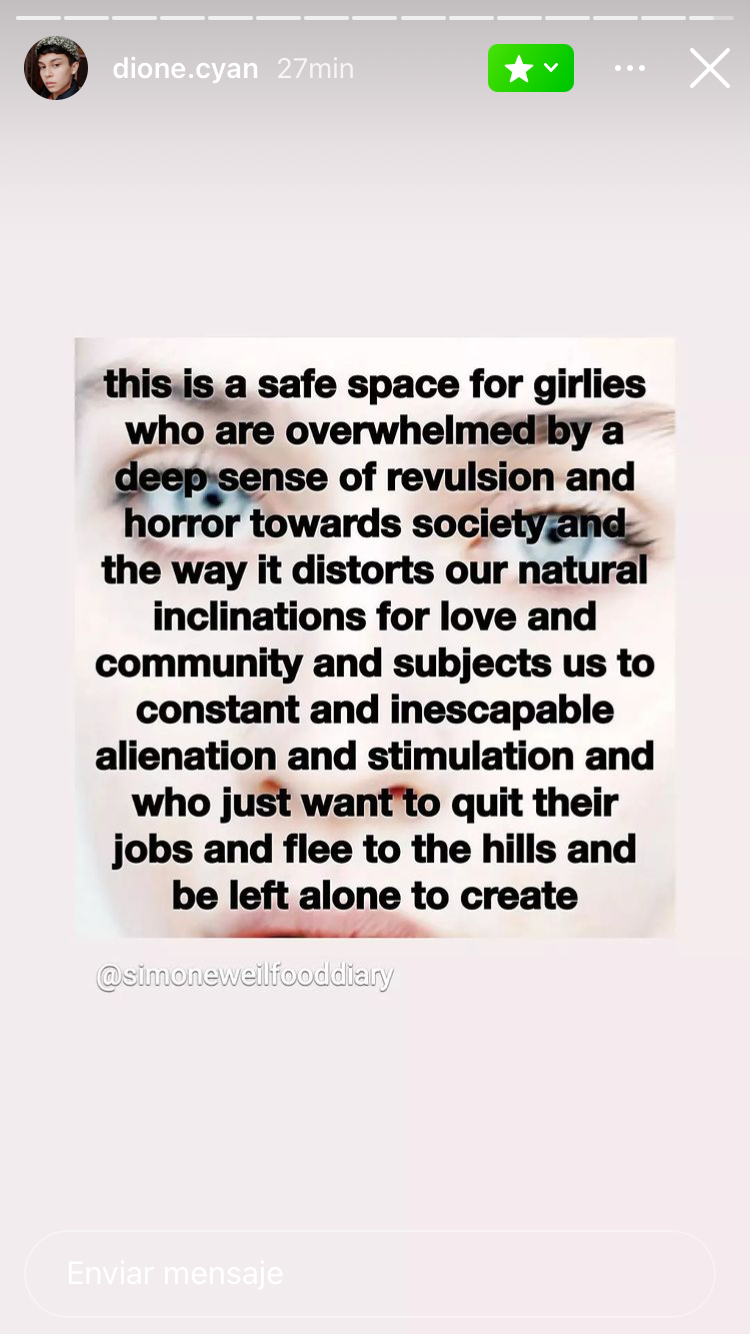 dione.cyan 27min
this is a safe space for girlies
who are overwhelmed by a
deep sense of revulsion and
horror towards society and
the way it distorts our natural
inclinations for love and
community and subjects us to
constant and inescapable
alienation and stimulation and
who just want to quit their
jobs and flee to the hills and
be left alone to create
@simoneweilfooddiary
Enviar mensaje